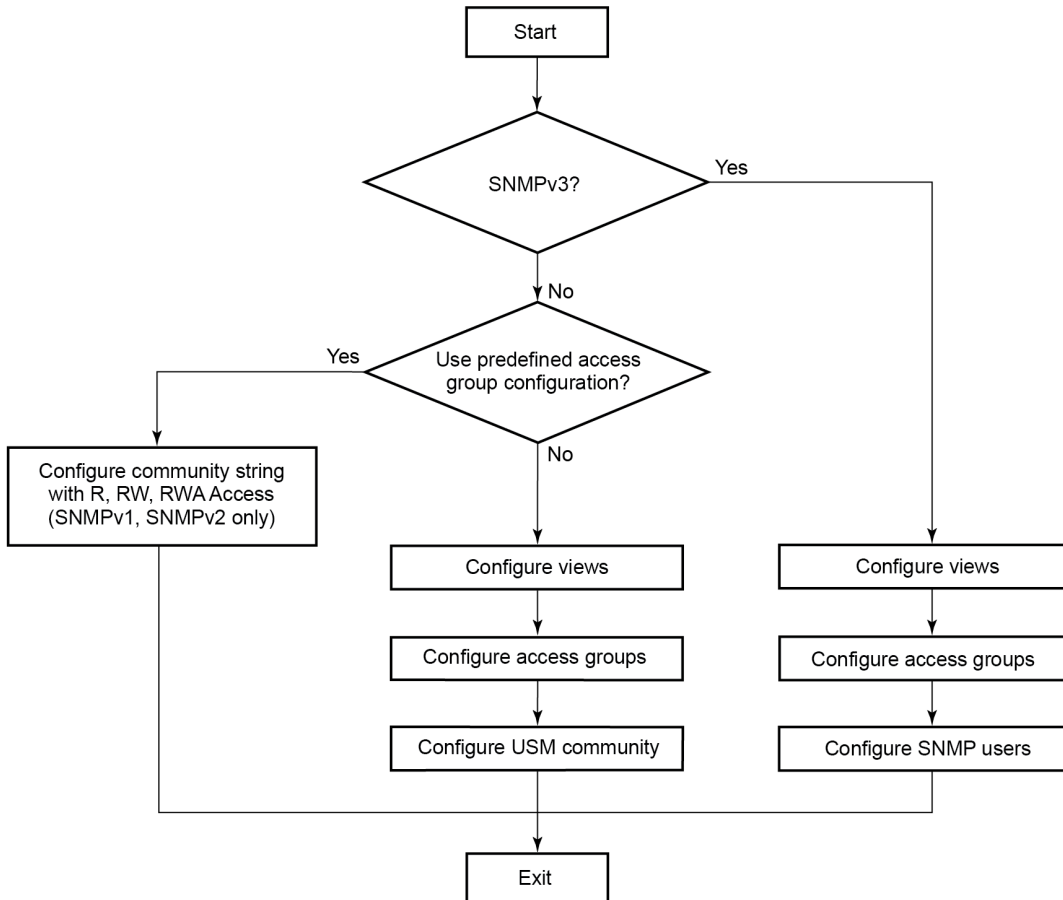 Start
SNMPv3?
Yes
No
Use predefined access
group configuration?
Yes
No
Configure community string
with R, RW, RWA Access
(SNMPv1, SNMPv2 only)
Configure views
Configure access groups
Configure USM community
Configure views
Configure access groups
Configure SNMP users
Exit